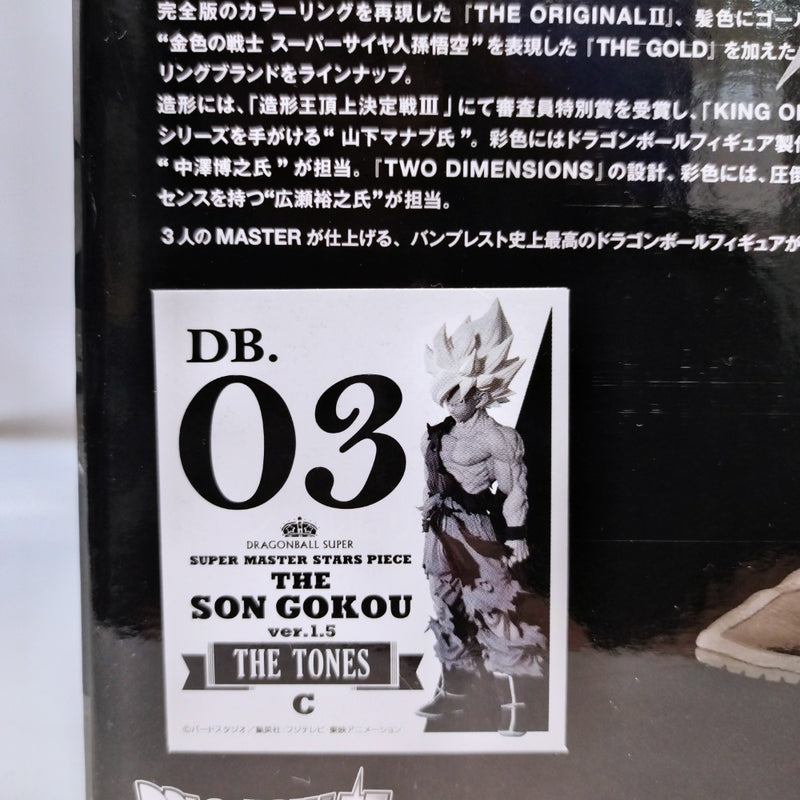 完全版のカラーリングを再現した『THE ORIGINALⅡ』、髪色にゴール
“金色の戦士 スーパーサイヤ人孫悟空”を表現した『THE GOLD』を加えた
リングブランドをラインナップ。
造形には、「造形王頂上決定戦Ⅲ」にて審査員特別賞を受賞し、「KING OF
シリーズを手がける“山下マナブ氏”。彩色にはドラゴンボールフィギュア製作
“中澤博之氏”が担当。『TWO DIMENSIONS』の設計、彩色には、圧倒
センスを持つ“広瀬裕之氏”が担当。
3人のMASTERが仕上げる、バンプレスト史上最高のドラゴンボールフィギュアが
DB.
03
DRAGONBALL SUPER
SUPER MASTER STARS PIECE
THE
SON GOKOU
ver.1.5
THE TONES
C
©バードスタジオ/集英社・フジテレビ・東映アニメーション